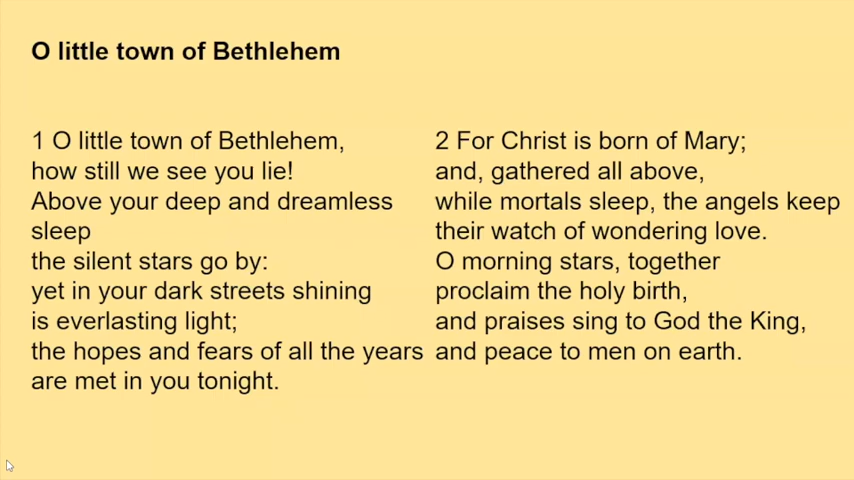 O little town of Bethlehem
1 O little town of Bethlehem,
how still we see you lie!
Above your deep and dreamless
sleep
the silent stars go by:
yet in your dark streets shining
is everlasting light;
the hopes and fears of all the years
are met in you tonight.
2 For Christ is born of Mary;
and, gathered all above,
while mortals sleep, the angels keep
their watch of wondering love.
O morning stars, together
proclaim the holy birth,
and praises sing to God the King,
and peace to men on earth.